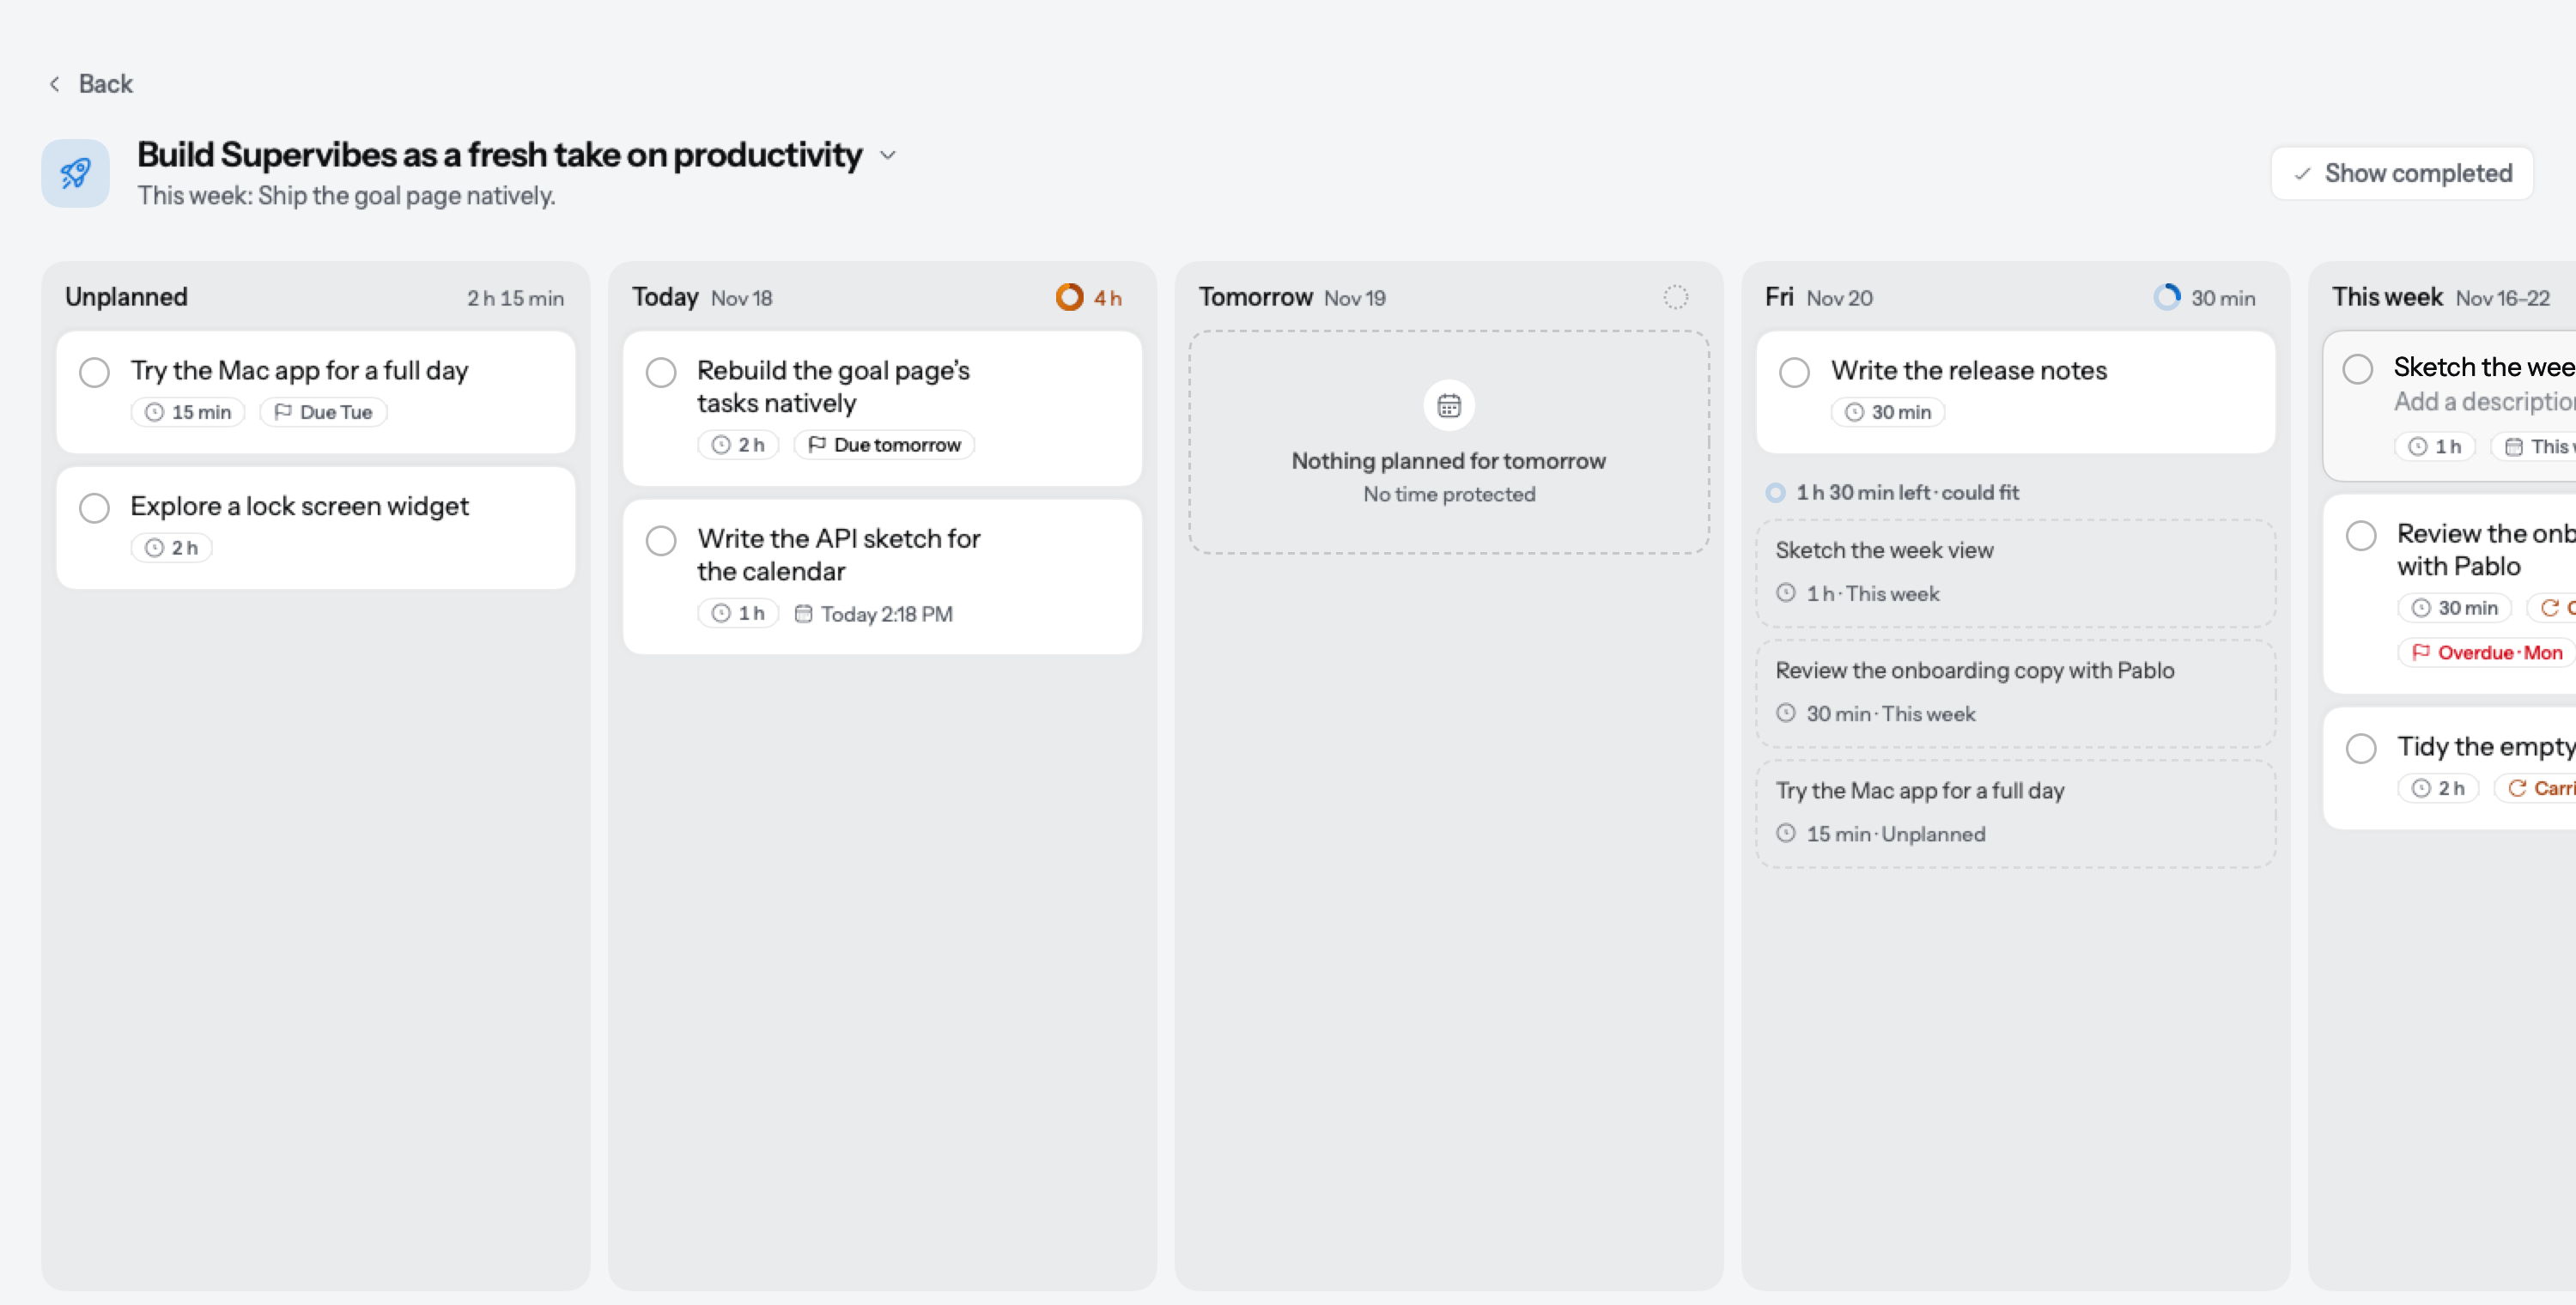 Back
Build Supervibes as a fresh take on productivity
This week: Ship the goal page natively.
Show completed
Unplanned 2 h 15 min
Try the Mac app for a full day
15 min Due Tue
Explore a lock screen widget
2 h
Today Nov 18 4 h
Rebuild the goal page’s
tasks natively
2 h Due tomorrow
Write the API sketch for
the calendar
1 h Today 2:18 PM
Tomorrow Nov 19
Nothing planned for tomorrow
No time protected
Fri Nov 20 30 min
Write the release notes
30 min
1 h 30 min left · could fit
Sketch the week view
1 h · This week
Review the onboarding copy with Pablo
30 min · This week
Try the Mac app for a full day
15 min · Unplanned
This week Nov 16–22
Sketch the wee
Add a description
1 h This
Review the onb
with Pablo
30 min
Overdue · Mon
Tidy the empty
2 h Carri